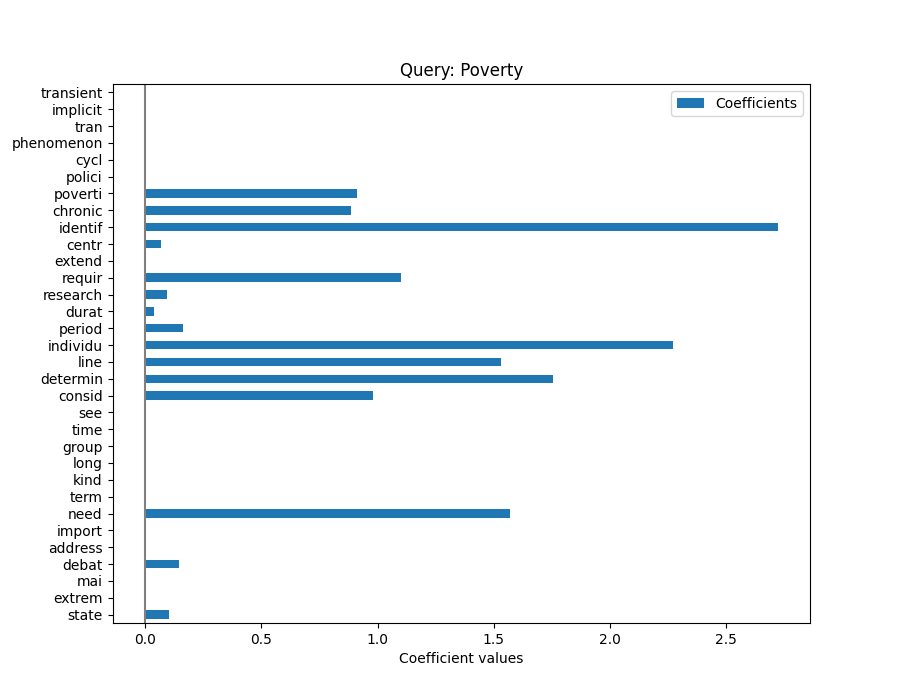 Query: Poverty
Coefficients
transient
implicit
tran
phenomenon
cycl
polici
poverti
chronic
identif
centr
extend
requir
research
durat
period
individu
line
determin
consid
see
time
group
long
kind
term
need
import
address
debat
mai
extrem
state
0.0 0.5 1.0 1.5 2.0 2.5
Coefficient values